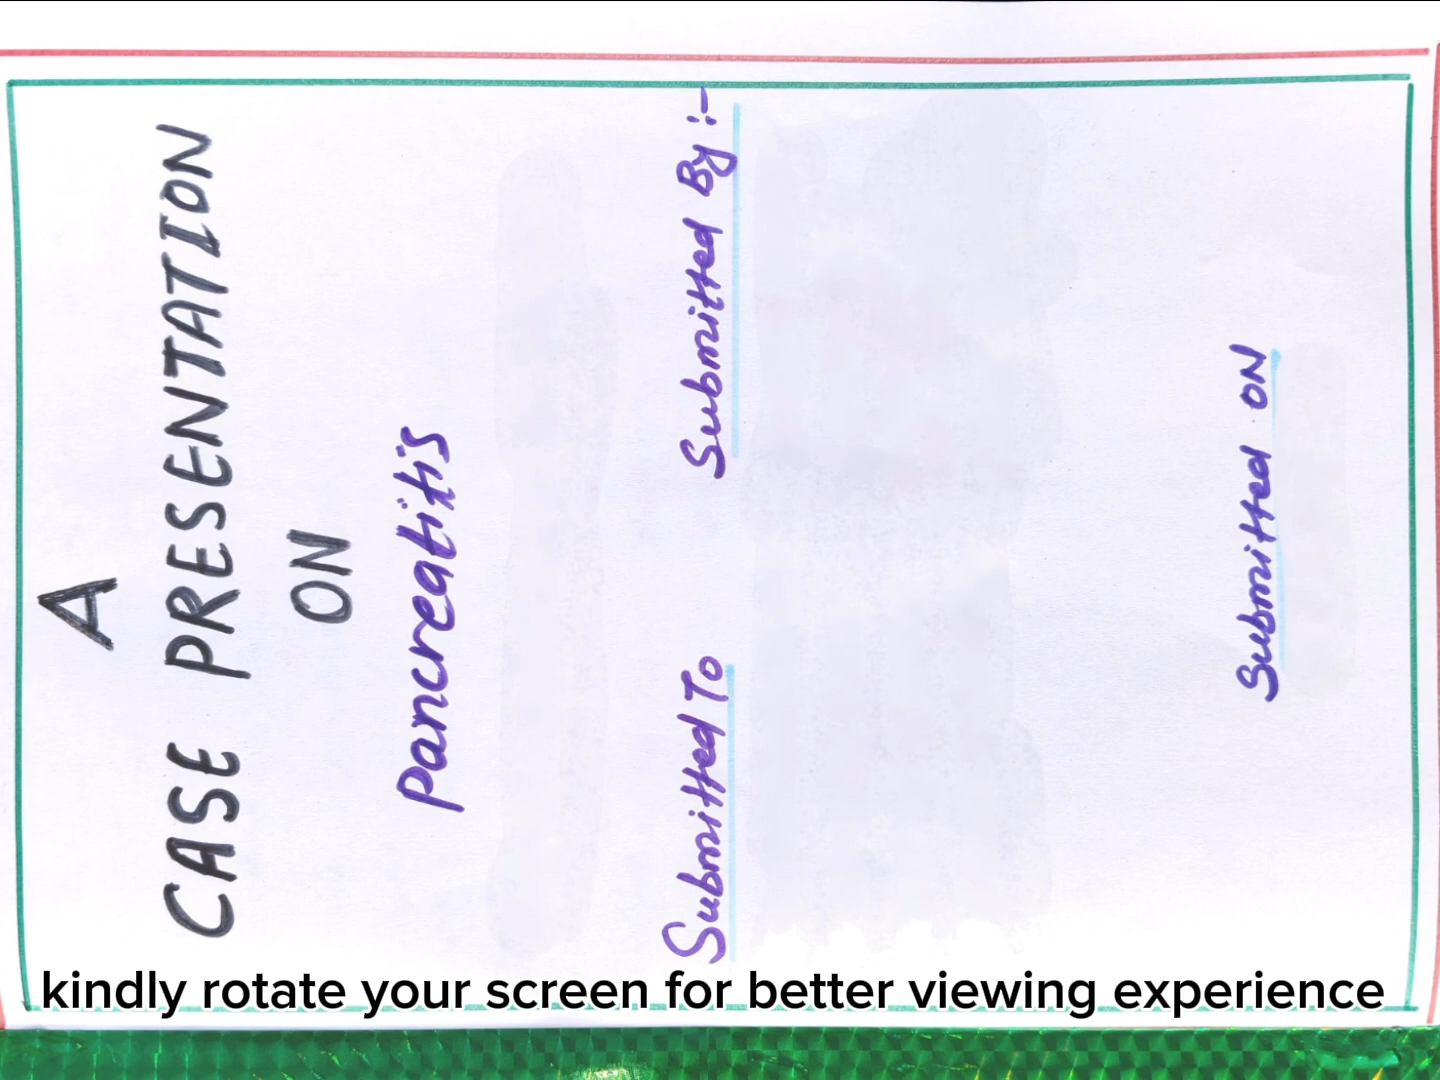 A
CASE PRESENTATION
ON
Pancreatitis
Submitted To
Submitted By :-
Submitted ON
kindly rotate your screen for better viewing experience